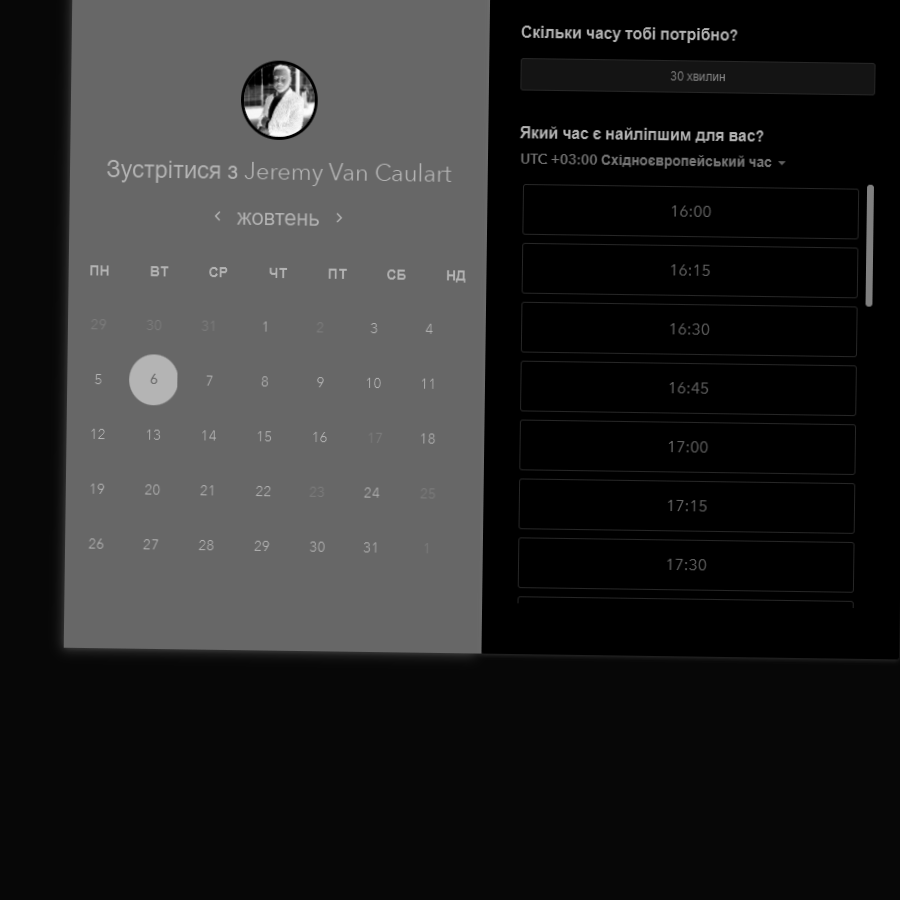 Зустрітися з Jeremy Van Caulart
жовтень
ПН ВТ СР ЧТ ПТ СБ НД
29 30 31 1 2 3 4
5 6 7 8 9 10 11
12 13 14 15 16 17 18
19 20 21 22 23 24 25
26 27 28 29 30 31 1
Скільки часу тобі потрібно?
30 хвилин
Який час є найліпшим для вас?
UTC +03:00 Східноєвропейський час
16:00
16:15
16:30
16:45
17:00
17:15
17:30